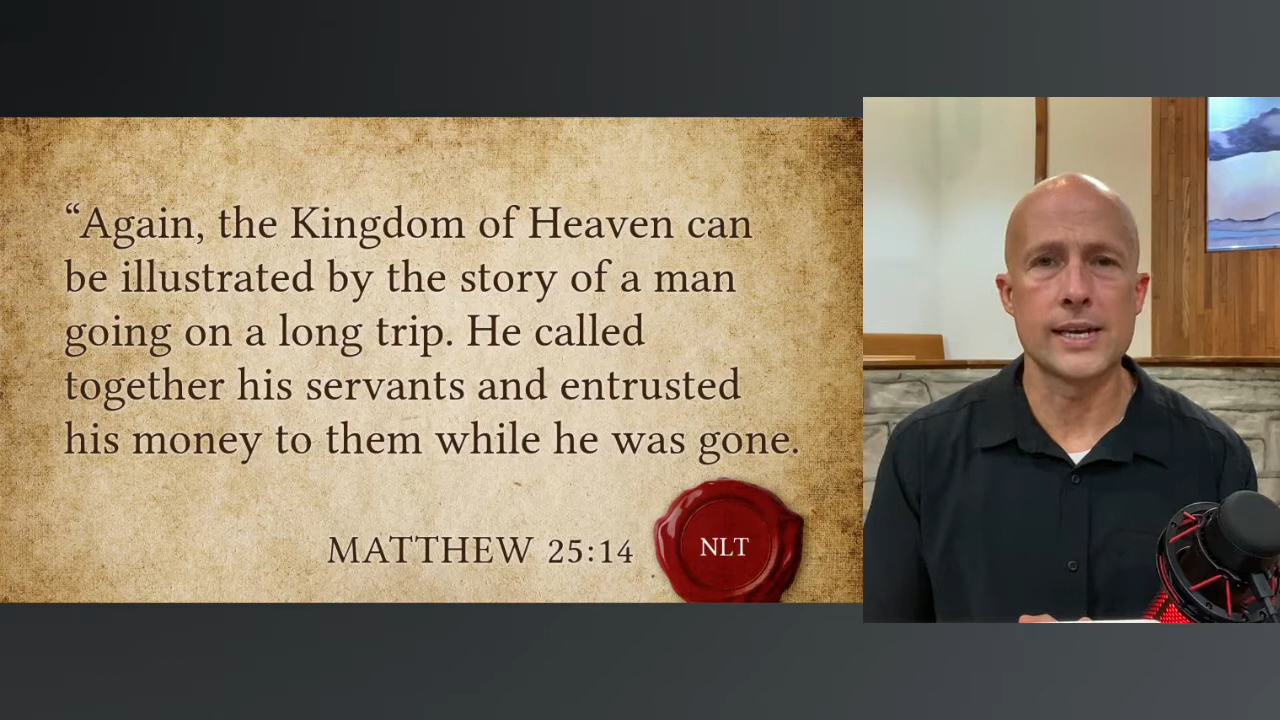 “Again, the Kingdom of Heaven can
be illustrated by the story of a man
going on a long trip. He called
together his servants and entrusted
his money to them while he was gone.
MATTHEW 25:14
NLT